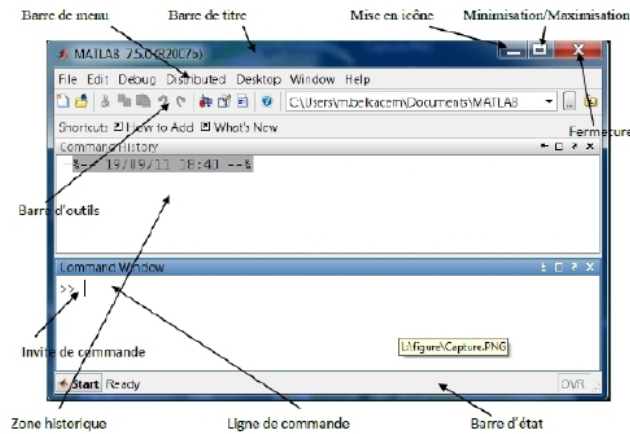 Barre de menu Barre de titre Mise en icône Minimisation/Maximisation
MATLAB 7.5.0 (R2007b)
File Edit Debug Distributed Desktop Window Help
C:\Users\m.belkacem\Documents\MATLAB
Shortcuts How to Add What's New
Fermeture
Command History
%-- 19/09/11 18:40 --%
Barre d'outils
Command Window
>>
Invite de commande
L:\figure\Capture.PNG
Start Ready OVR
Zone historique Ligne de commande Barre d'état